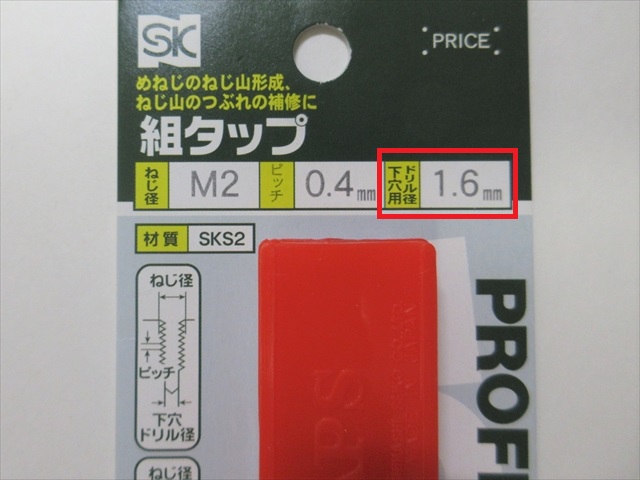 SK
PRICE
めねじのねじ山形成、
ねじ山のつぶれの補修に
組タップ
ねじ径 M2 ピッチ 0.4mm 下穴用ドリル径 1.6mm
材質 SKS2
ねじ径
ピッチ
下穴
ドリル径
ねじ径
PROFE
APS